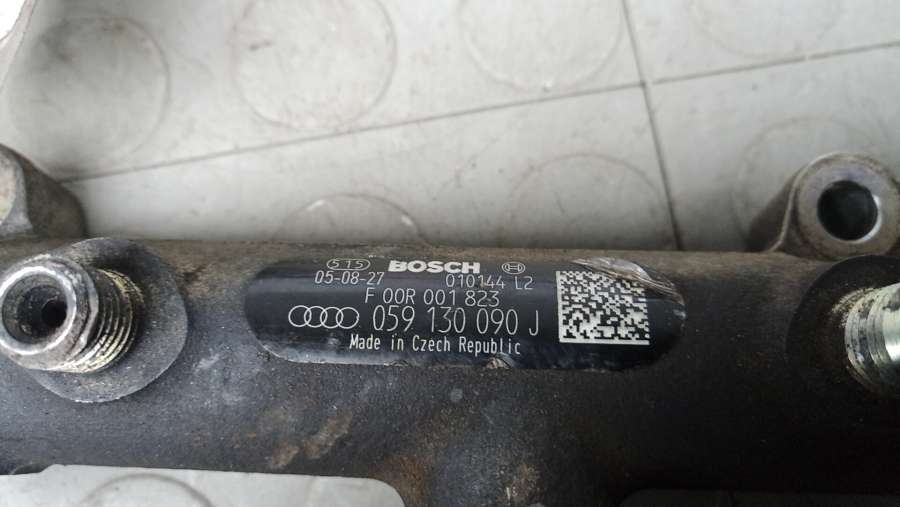 515 BOSCH
05-08-27 010144 L2
F 00R 001 823
059 130 090 J
Made in Czech Republic